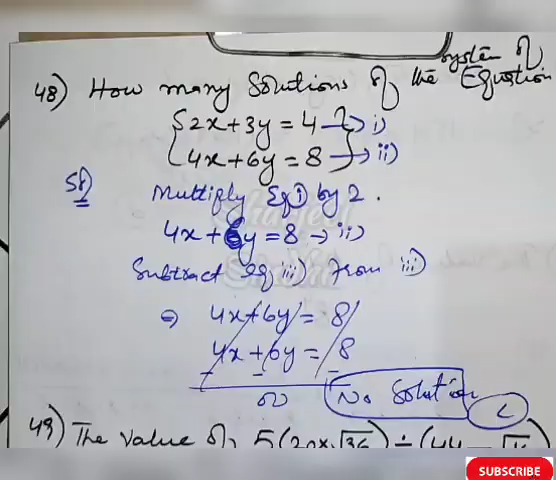 system of
48) How many Solutions of the Equation
{2x+3y = 4 → i)
{4x+6y = 8 → ii)
Sol)
Multiply Eq(i) by 2.
4x + 6y = 8 → iii)
Subtract eq iii) from ii)
⇒ 4x+6y = 8
4x + 6y = 8
- - -
No Solution
49) The value of
SUBSCRIBE